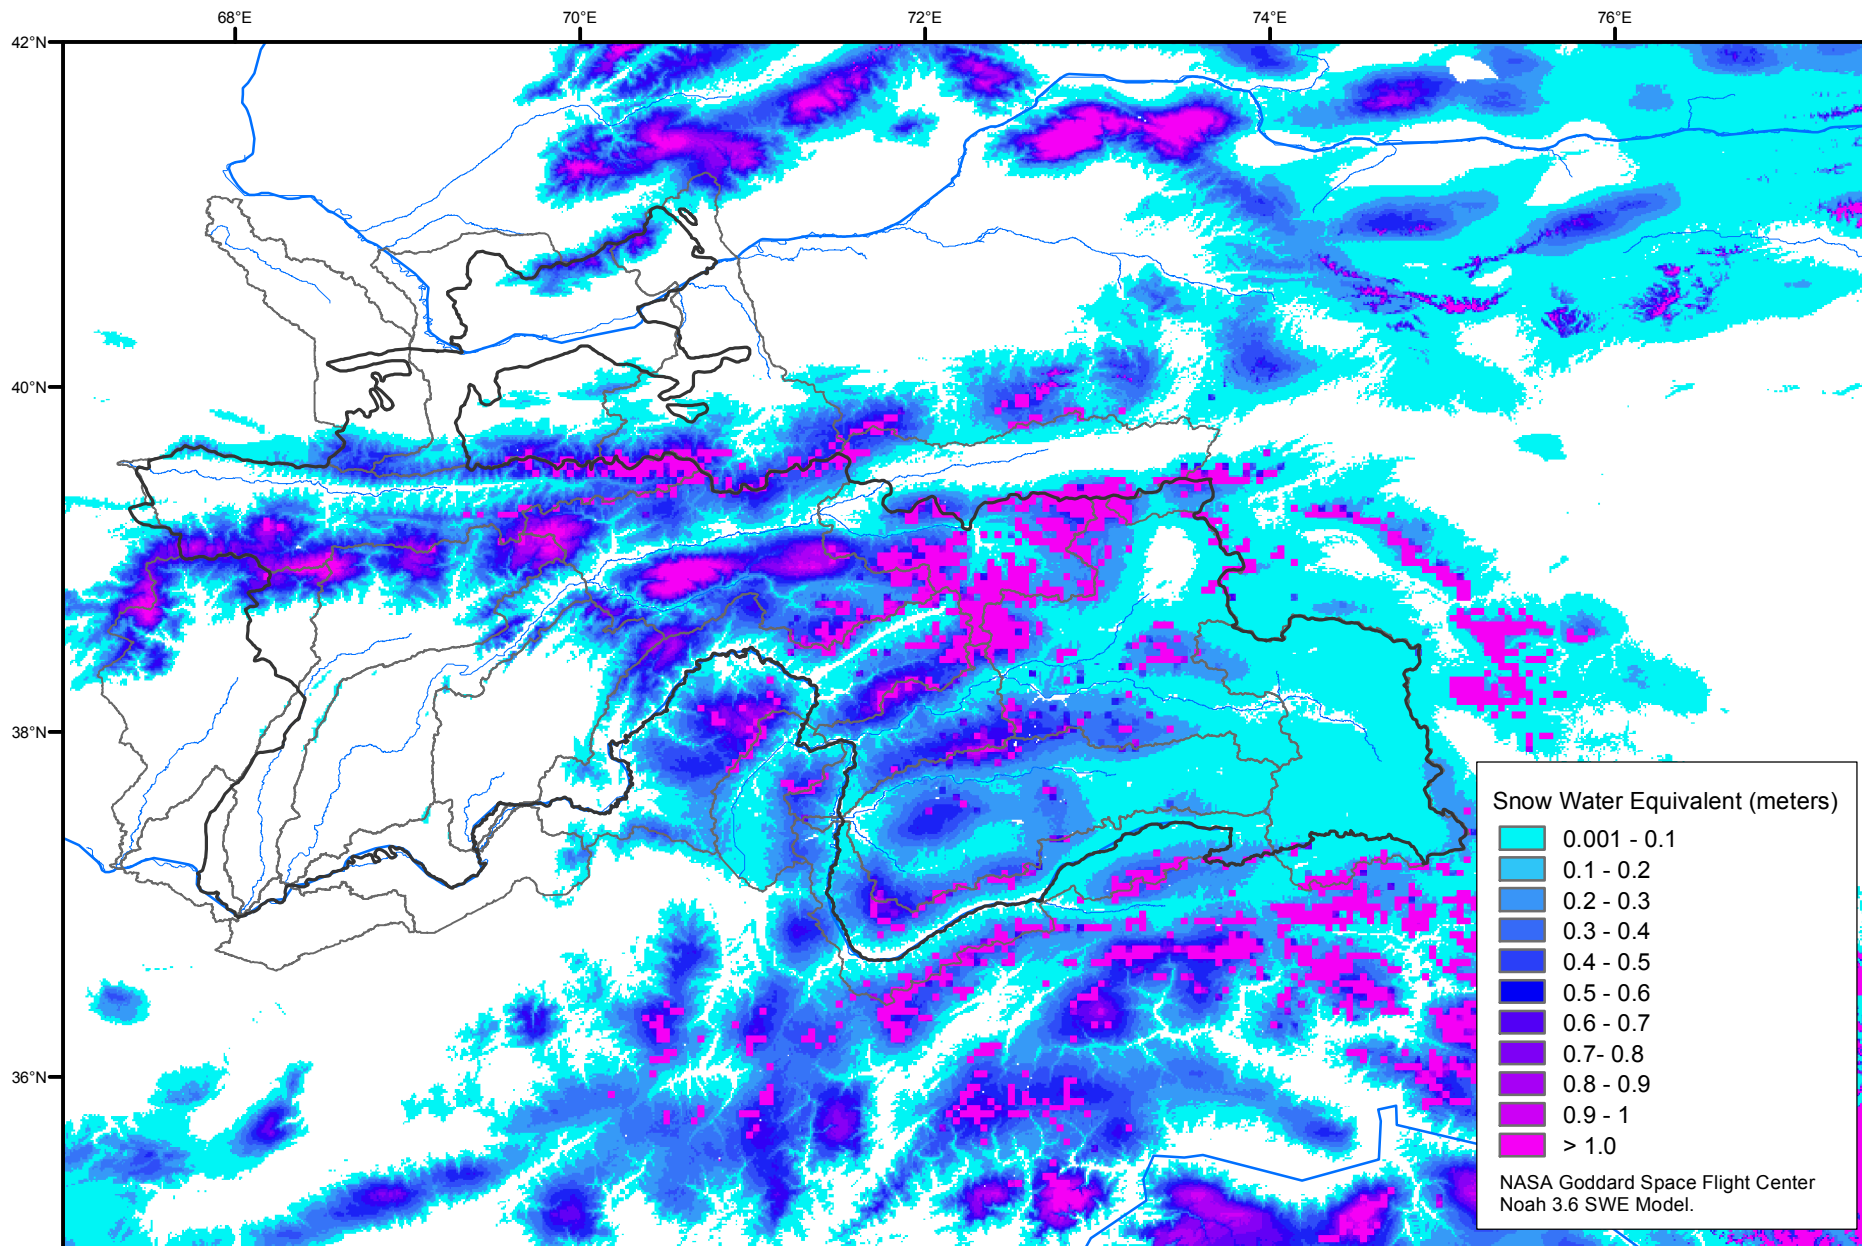 68°E
70°E
72°E
74°E
76°E
42°N
40°N
38°N
36°N
Snow Water Equivalent (meters)
0.001 - 0.1
0.1 - 0.2
0.2 - 0.3
0.3 - 0.4
0.4 - 0.5
0.5 - 0.6
0.6 - 0.7
0.7- 0.8
0.8 - 0.9
0.9 - 1
> 1.0
NASA Goddard Space Flight Center
Noah 3.6 SWE Model.